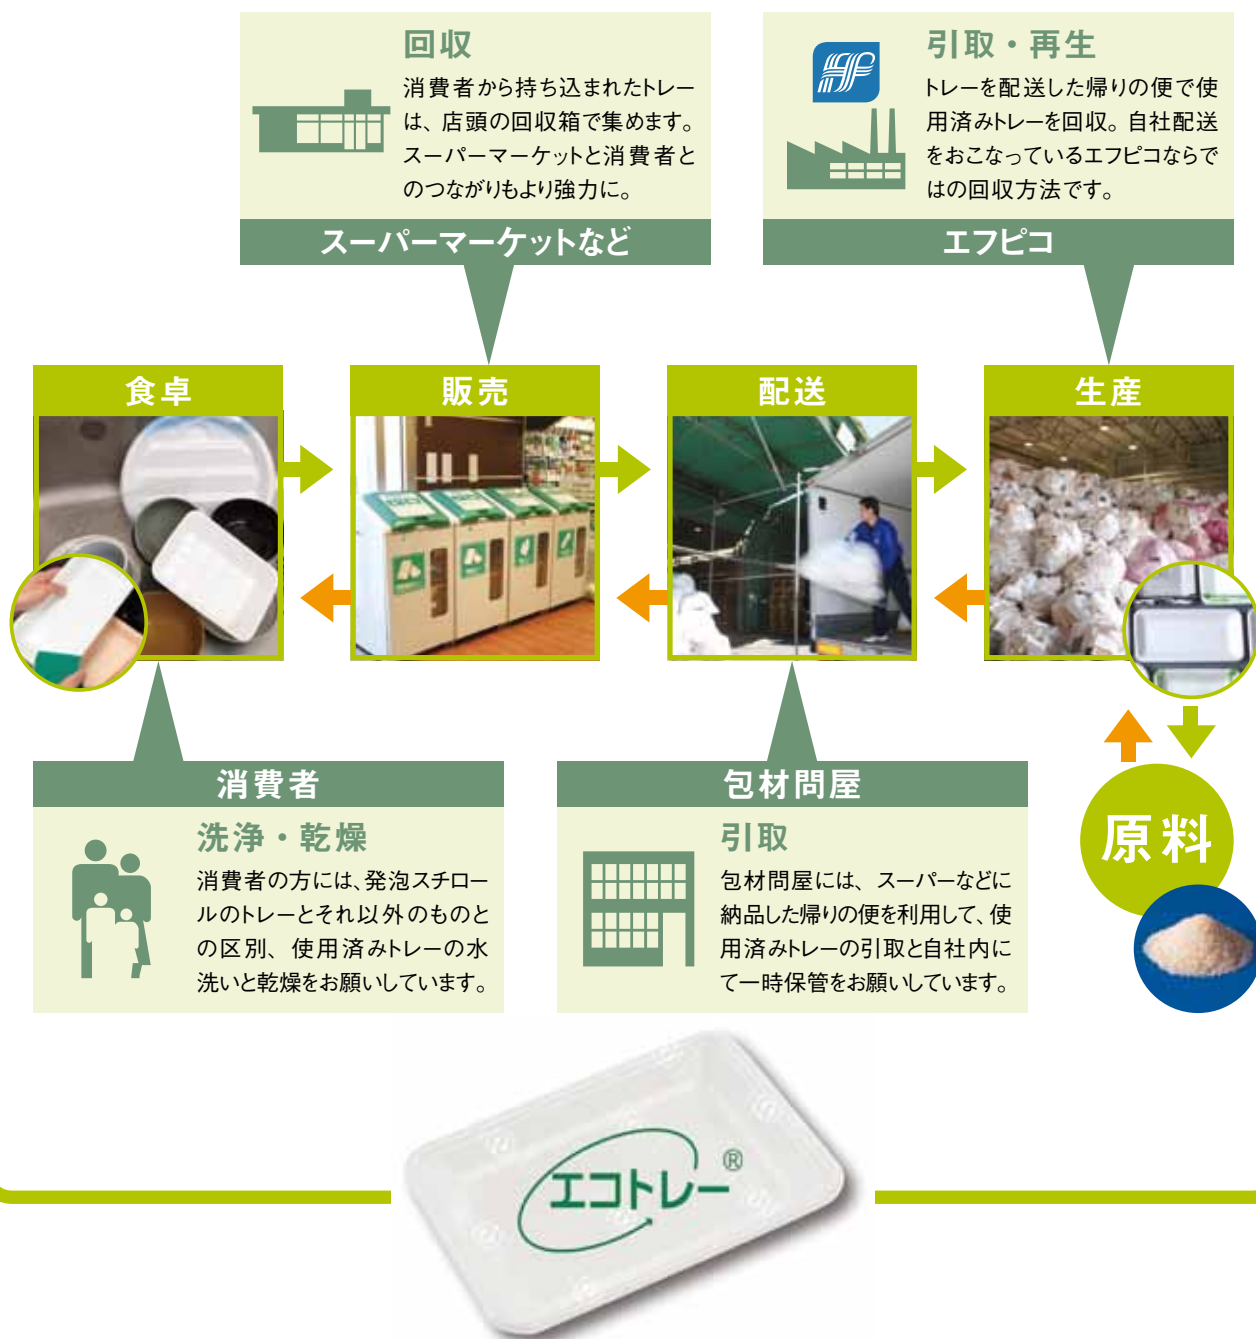 回収
消費者から持ち込まれたトレー
は、店頭の回収箱で集めます。
スーパーマーケットと消費者と
のつながりもより強力に。
スーパーマーケットなど
引取・再生
トレーを配送した帰りの便で使
用済みトレーを回収。自社配送
をおこなっているエフピコならで
はの回収方法です。
エフピコ
食卓
販売
配送
生産
消費者
洗浄・乾燥
消費者の方には、発泡スチロー
ルのトレーとそれ以外のものと
の区別、使用済みトレーの水
洗いと乾燥をお願いしています。
包材問屋
引取
包材問屋には、スーパーなどに
納品した帰りの便を利用して、使
用済みトレーの引取と自社内に
て一時保管をお願いしています。
原料
エコトレー®